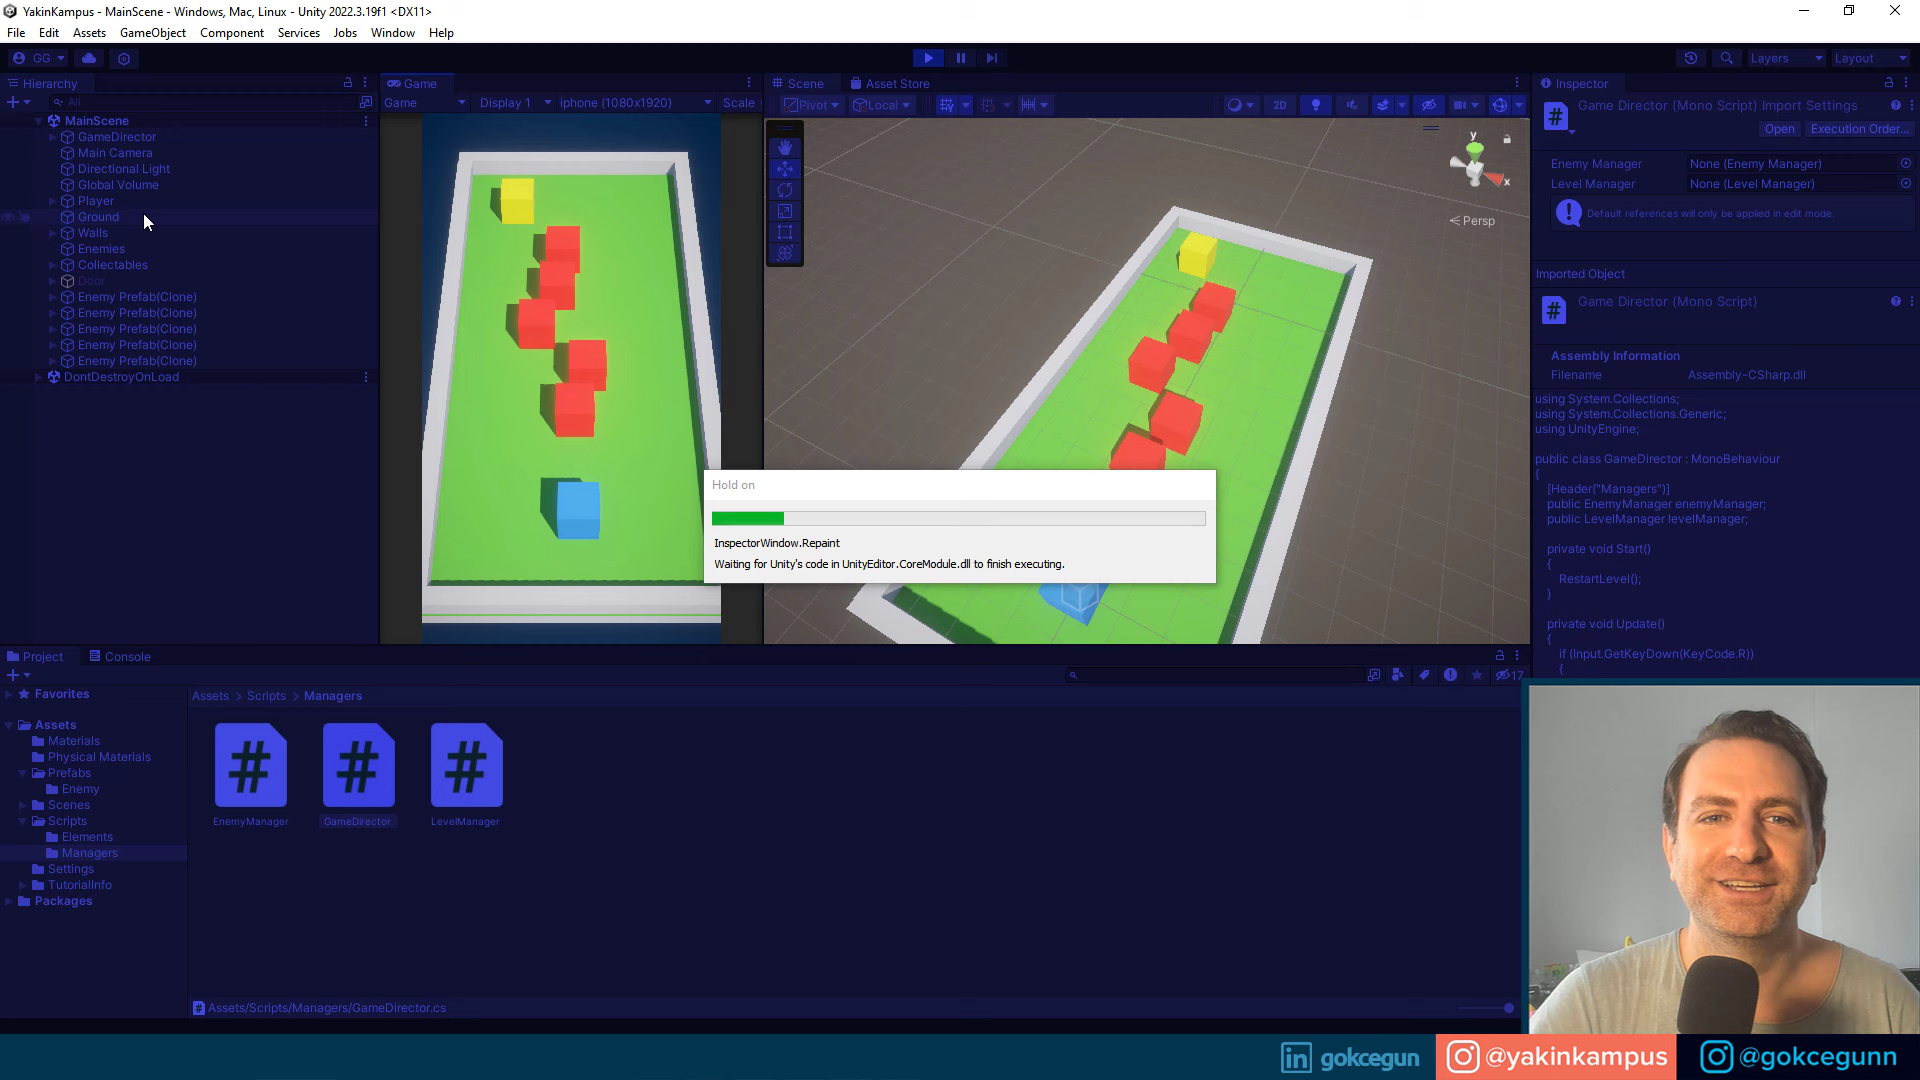 YakinKampus - MainScene - Windows, Mac, Linux - Unity 2022.3.19f1 <DX11>
File Edit Assets GameObject Component Services Jobs Window Help
GG Layers Layout
Hierarchy
All
MainScene
GameDirector
Main Camera
Directional Light
Global Volume
Player
Ground
Walls
Enemies
Collectables
Door
Enemy Prefab(Clone)
Enemy Prefab(Clone)
Enemy Prefab(Clone)
Enemy Prefab(Clone)
Enemy Prefab(Clone)
DontDestroyOnLoad
Game
Game Display 1 iphone (1080x1920) Scale
Scene Asset Store
Pivot Local 2D
y
x
Persp
Hold on
InspectorWindow.Repaint
Waiting for Unity's code in UnityEditor.CoreModule.dll to finish executing.
Inspector
Game Director (Mono Script) Import Settings
Open Execution Order...
Enemy Manager None (Enemy Manager)
Level Manager None (Level Manager)
Default references will only be applied in edit mode.
Imported Object
Game Director (Mono Script)
Assembly Information
Filename Assembly-CSharp.dll
using System.Collections;
using System.Collections.Generic;
using UnityEngine;
public class GameDirector : MonoBehaviour
{
[Header("Managers")]
public EnemyManager enemyManager;
public LevelManager levelManager;
private void Start()
{
RestartLevel();
}
private void Update()
{
if (Input.GetKeyDown(KeyCode.R))
{
Project Console
17
Favorites
Assets
Materials
Physical Materials
Prefabs
Enemy
Scenes
Scripts
Elements
Managers
Settings
TutorialInfo
Packages
Assets > Scripts > Managers
# # #
EnemyManager GameDirector LevelManager
Assets/Scripts/Managers/GameDirector.cs
in gokcegun @yakinkampus @gokcegunn